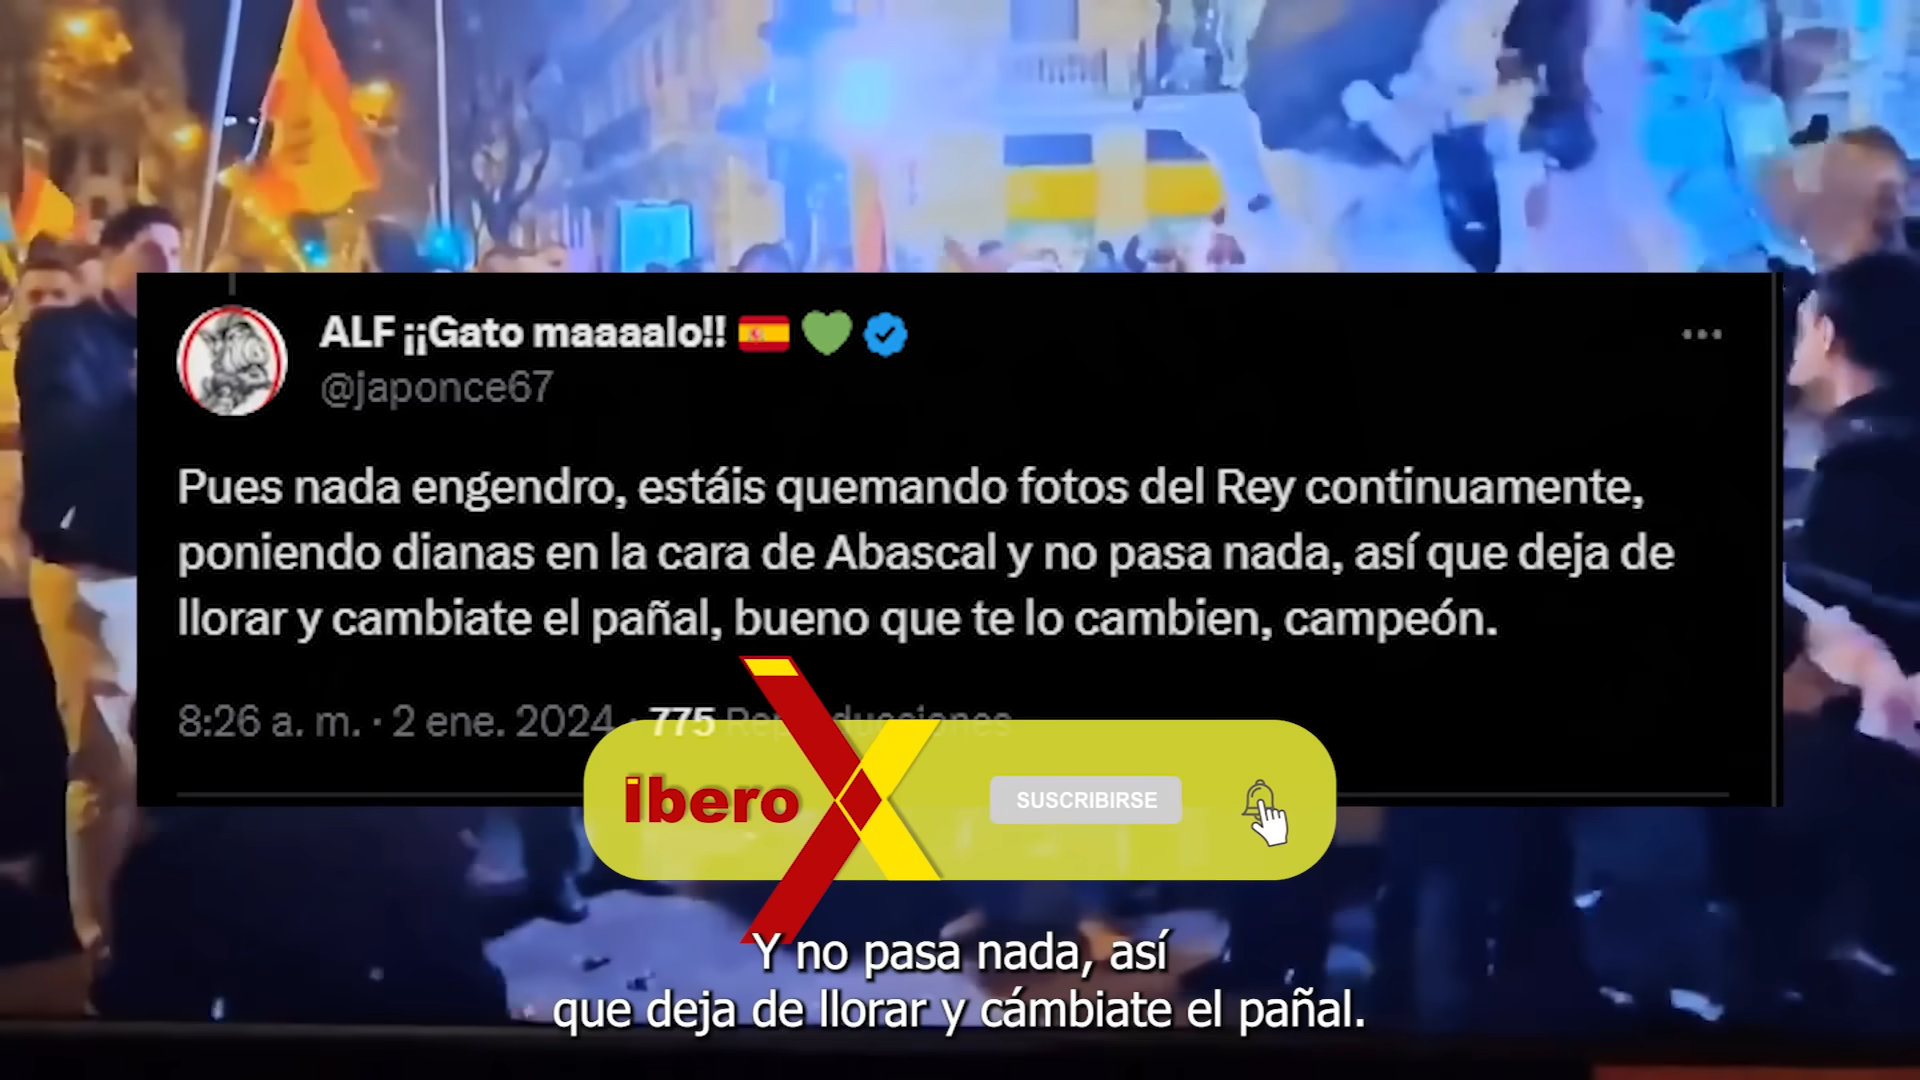 ALF ¡¡Gato maaaalo!!
@japonce67
Pues nada engendro, estáis quemando fotos del Rey continuamente,
poniendo dianas en la cara de Abascal y no pasa nada, así que deja de
llorar y cambiate el pañal, bueno que te lo cambien, campeón.
8:26 a. m. · 2 ene. 2024 · 775 Reproducciones
iberoX
SUSCRIBIRSE
Y no pasa nada, así
que deja de llorar y cámbiate el pañal.